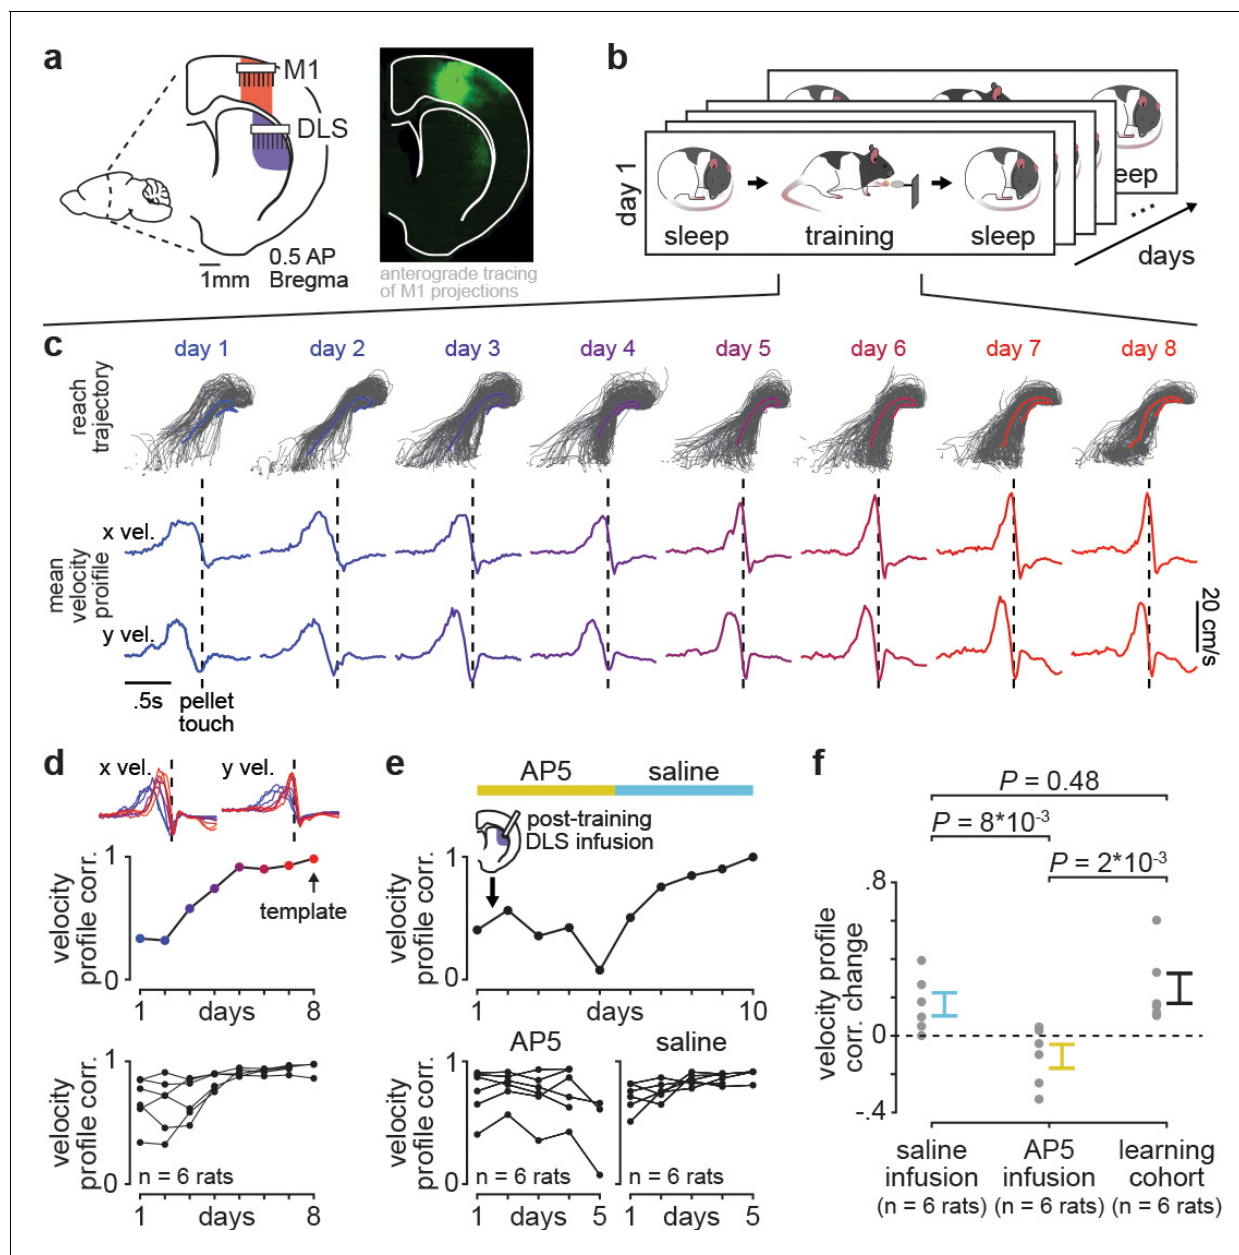 a
M1
DLS
1mm
0.5 AP
Bregma
anterograde tracing
of M1 projections
b
day 1
sleep
training
sleep
eep
...
days
c
day 1
day 2
day 3
day 4
day 5
day 6
day 7
day 8
reach
trajectory
mean
velocity
proifile
x vel.
y vel.
20 cm/s
.5s
pellet
touch
d
x vel.
y vel.
velocity
profile corr.
1
0
template
1
days
8
velocity
profile corr.
1
0
n = 6 rats
1
days
8
e
AP5
saline
post-training
DLS infusion
velocity
profile corr.
1
0
1
days
10
AP5
saline
velocity
profile corr.
1
0
n = 6 rats
n = 6 rats
1
days
5
1
days
5
f
P = 0.48
P = 8*10-3
P = 2*10-3
velocity profile
corr. change
.8
0
-.4
saline
infusion
(n = 6 rats)
AP5
infusion
(n = 6 rats)
learning
cohort
(n = 6 rats)